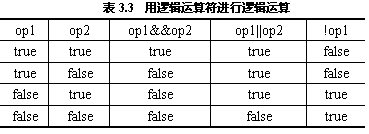 表 3.3 用逻辑运算符进行逻辑运算
op1 op2 op1&&op2 op1||op2 !op1
true true true true false
true false false true false
false true false true true
false false false false true